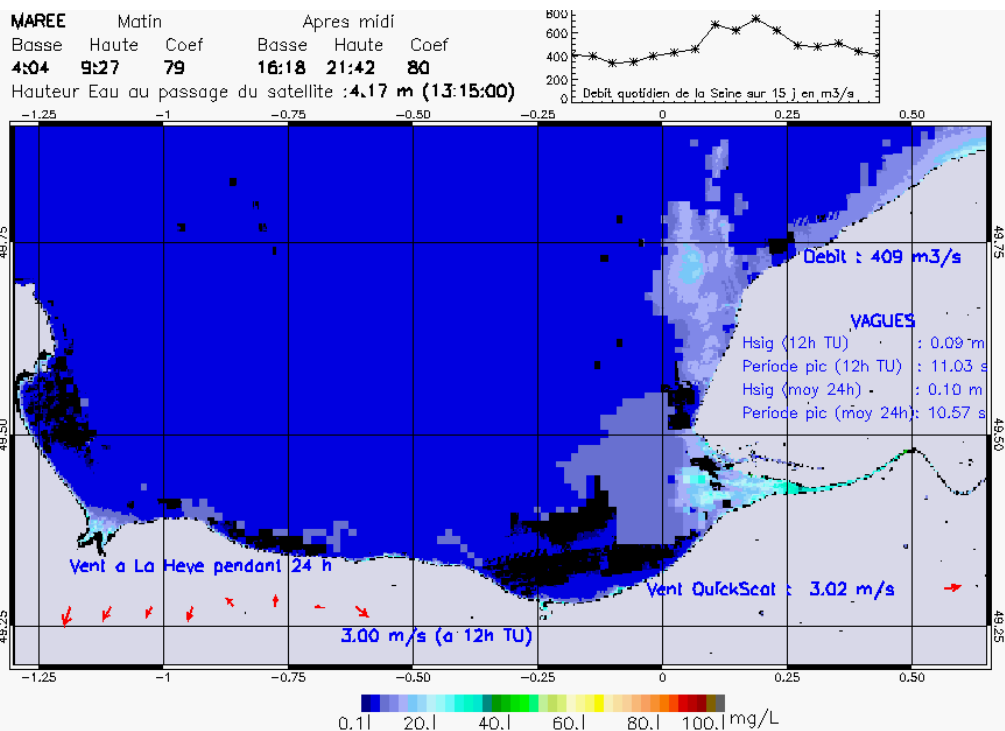 MAREE Matin Apres midi
Basse Haute Coef Basse Haute Coef
4:04 9:27 79 16:18 21:42 80
Hauteur Eau au passage du satellite :4.17 m (13:15:00)
800
600
400
200
0
Debit quotidien de la Seine sur 15 j en m3/s
-1.25 -1 -0.75 -0.50 -0.25 0 0.25 0.50
49.75 49.75
Debit : 409 m3/s
VAGUES
Hsig (12h TU) : 0.09 m
Periode pic (12h TU) : 11.03 s
Hsig (moy 24h) - : 0.10 m
Periode pic (moy 24h): 10.57 s
49.50 49.50
Vent a La Heve pendant 24 h
Vent QuickScat : 3.02 m/s
3.00 m/s (a 12h TU)
49.25 49.25
-1.25 -1 -0.75 -0.50 -0.25 0 0.25 0.50
0.1| 20.| 40.| 60.| 80.| 100.| mg/L